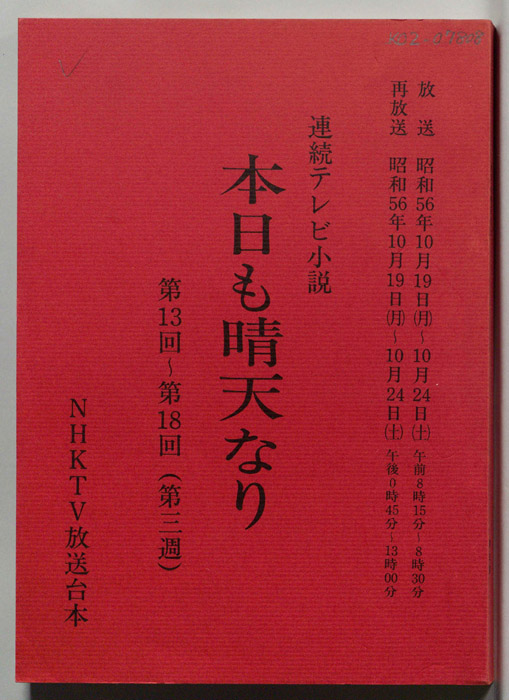 放送 昭和56年10月19日㈪～10月24日㈯ 午前8時15分～8時30分
再放送 昭和56年10月19日㈪～10月24日㈯ 午後0時45分～13時00分
連続テレビ小説
本日も晴天なり
第13回～第18回(第三週)
NHKTV放送台本